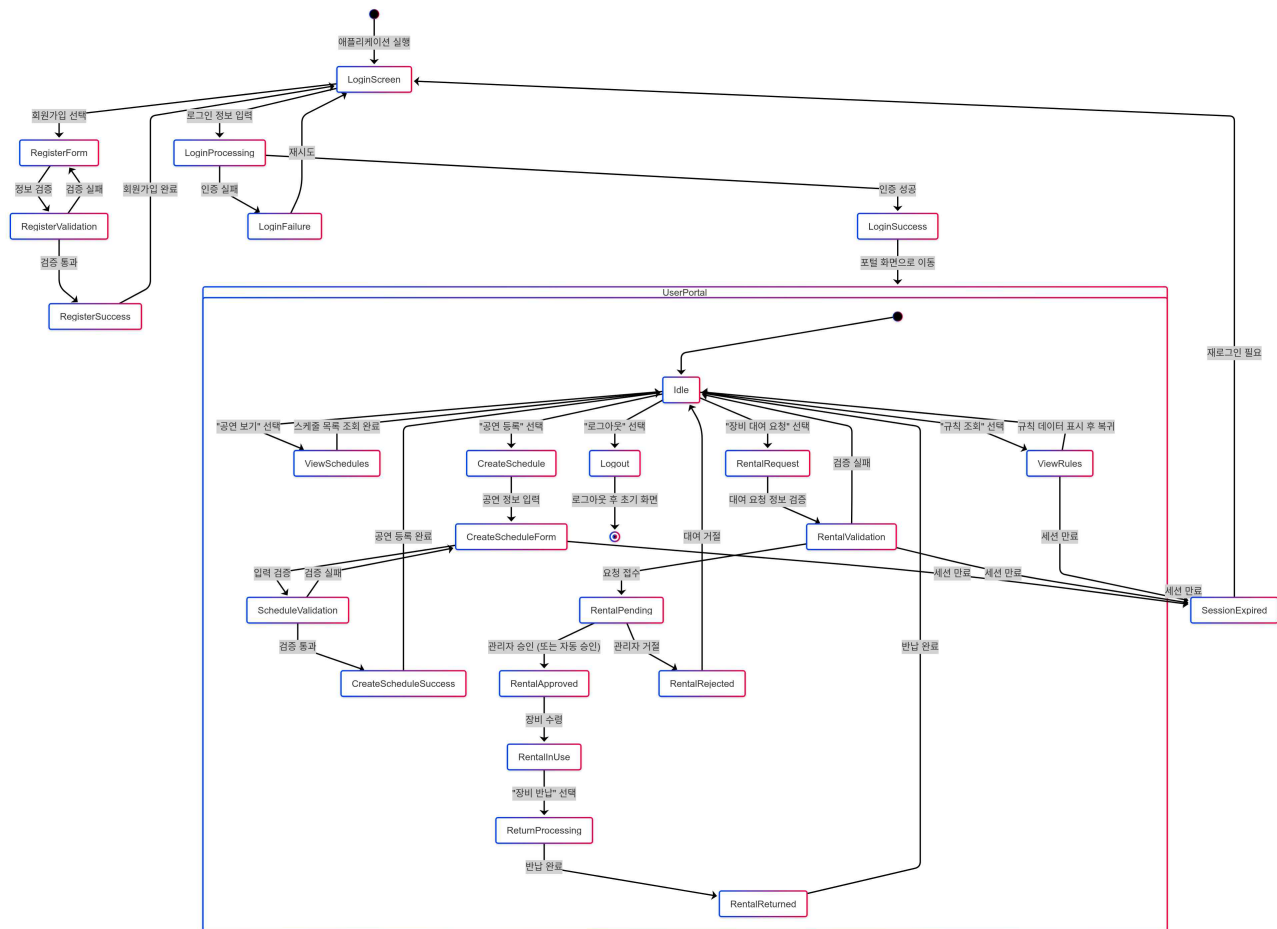 애플리케이션 실행
LoginScreen
회원가입 선택
로그인 정보 입력
RegisterForm
LoginProcessing
재시도
정보 검증
검증 실패
회원가입 완료
인증 실패
인증 성공
RegisterValidation
LoginFailure
LoginSuccess
검증 통과
포털 화면으로 이동
UserPortal
RegisterSuccess
재로그인 필요
Idle
"공연 보기" 선택
스케줄 목록 조회 완료
"공연 등록" 선택
"로그아웃" 선택
"장비 대여 요청" 선택
"규칙 조회" 선택
규칙 데이터 표시 후 복귀
ViewSchedules
CreateSchedule
Logout
RentalRequest
검증 실패
ViewRules
공연 정보 입력
로그아웃 후 초기 화면
대여 요청 정보 검증
공연 등록 완료
CreateScheduleForm
대여 거절
RentalValidation
세션 만료
입력 검증
검증 실패
요청 접수
세션 만료
세션 만료
세션 만료
ScheduleValidation
RentalPending
SessionExpired
검증 통과
관리자 승인 (또는 자동 승인)
관리자 거절
반납 완료
CreateScheduleSuccess
RentalApproved
RentalRejected
장비 수령
RentalInUse
"장비 반납" 선택
ReturnProcessing
반납 완료
RentalReturned